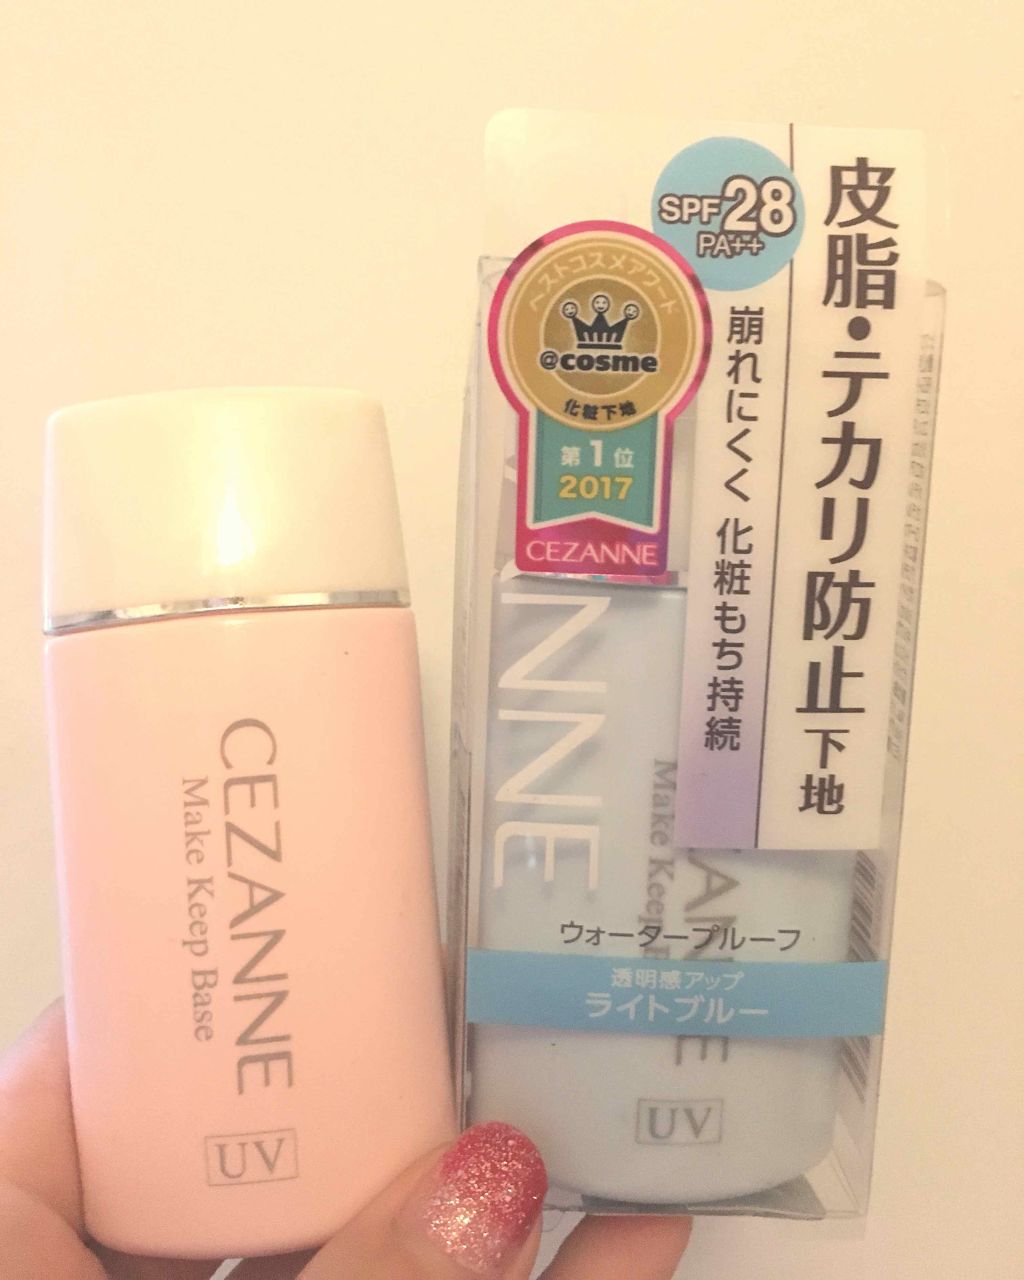 CEZANNE
Make Keep Base
UV
SPF28
PA++
皮脂・テカリ防止下地
崩れにくく 化粧もち持続
ベストコスメアワード
@cosme
化粧下地
第1位
2017
CEZANNE
NNE
Make Keep
UV
ウォータープルーフ
透明感アップ
ライトブルー